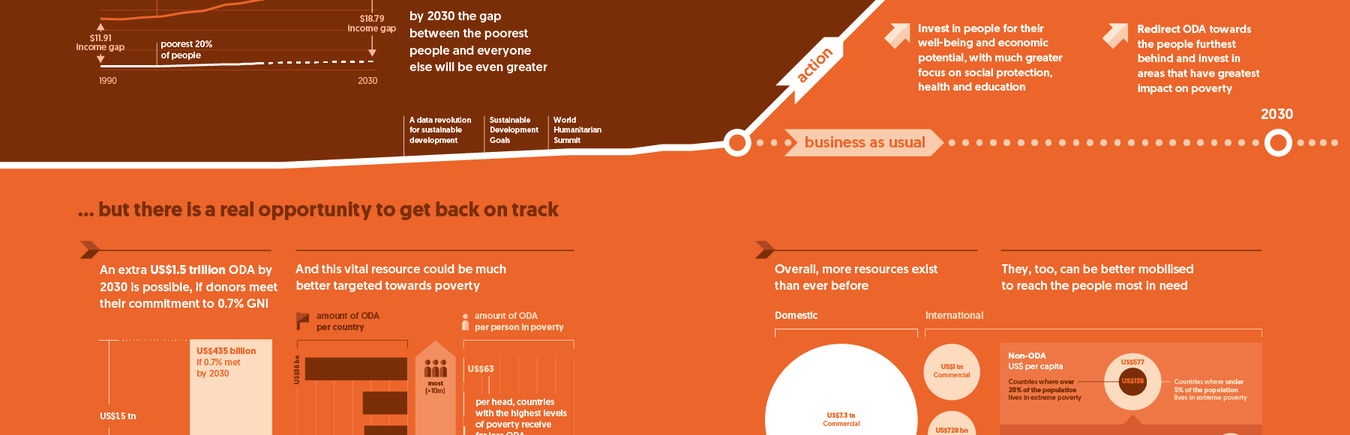 $11.91
income gap
poorest 20%
of people
$18.79
income gap
1990
2030
by 2030 the gap
between the poorest
people and everyone
else will be even greater
A data revolution
for sustainable
development
Sustainable
Development
Goals
World
Humanitarian
Summit
action
Invest in people for their
well-being and economic
potential, with much greater
focus on social protection,
health and education
Redirect ODA towards
the people furthest
behind and invest in
areas that have greatest
impact on poverty
2030
business as usual
... but there is a real opportunity to get back on track
An extra US$1.5 trillion ODA by
2030 is possible, if donors meet
their commitment to 0.7% GNI
US$435 billion
if 0.7% met
by 2030
US$1.5 tn
And this vital resource could be much
better targeted towards poverty
amount of ODA
per country
amount of ODA
per person in poverty
US$36 bn
most
(>10m)
US$63
per head, countries
with the highest levels
of poverty receive
Overall, more resources exist
than ever before
Domestic
International
US$7.3 tn
Commercial
US$1 tn
Commercial
US$728 bn
They, too, can be better mobilised
to reach the people most in need
Non-ODA
US$ per capita
Countries where over
20% of the population
lives in extreme poverty
US$577
US$138
Countries where under
5% of the population
lives in extreme poverty